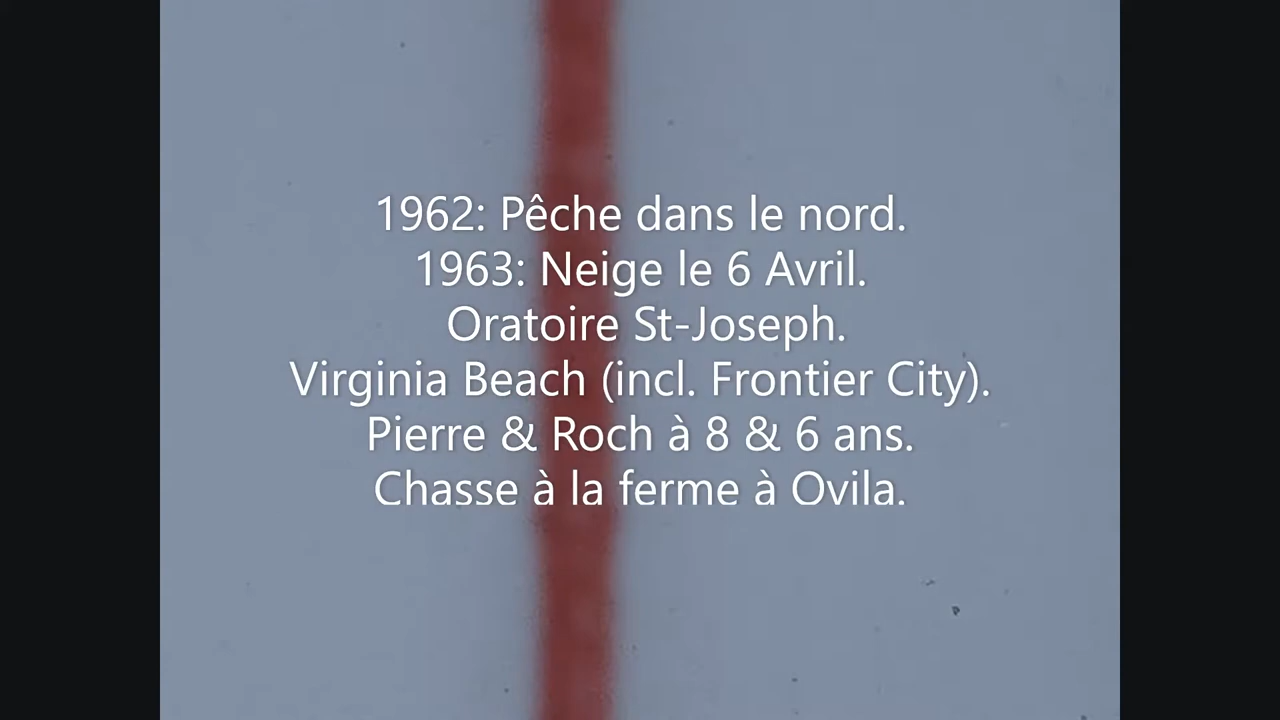 1962: Pêche dans le nord.
1963: Neige le 6 Avril.
Oratoire St-Joseph.
Virginia Beach (incl. Frontier City).
Pierre & Roch à 8 & 6 ans.
Chasse à la ferme à Ovila.